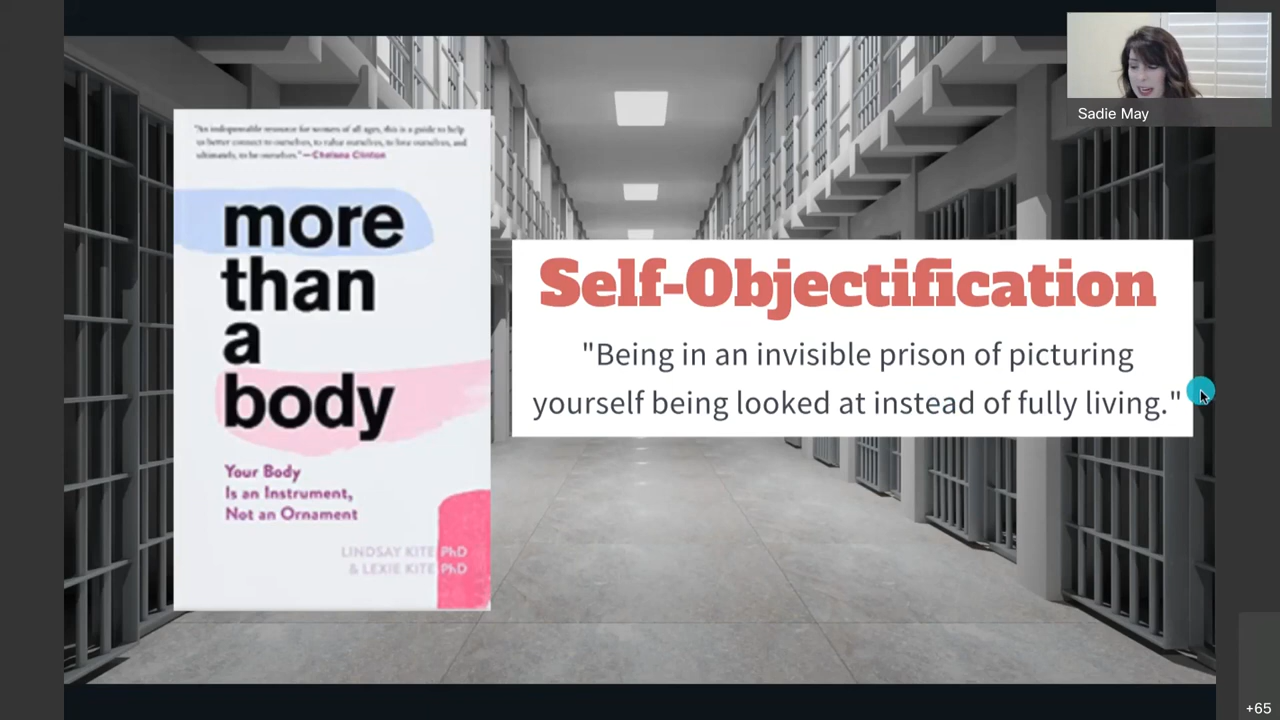 "An indispensable resource for women of all ages, this is a guide to help
us better connect to ourselves, to value ourselves, to love ourselves, and
ultimately, to be ourselves."—Chelsea Clinton
more
than
a
body
Your Body
Is an Instrument,
Not an Ornament
LINDSAY KITE PhD
& LEXIE KITE PhD
Self-Objectification
"Being in an invisible prison of picturing
yourself being looked at instead of fully living."
Sadie May
+65